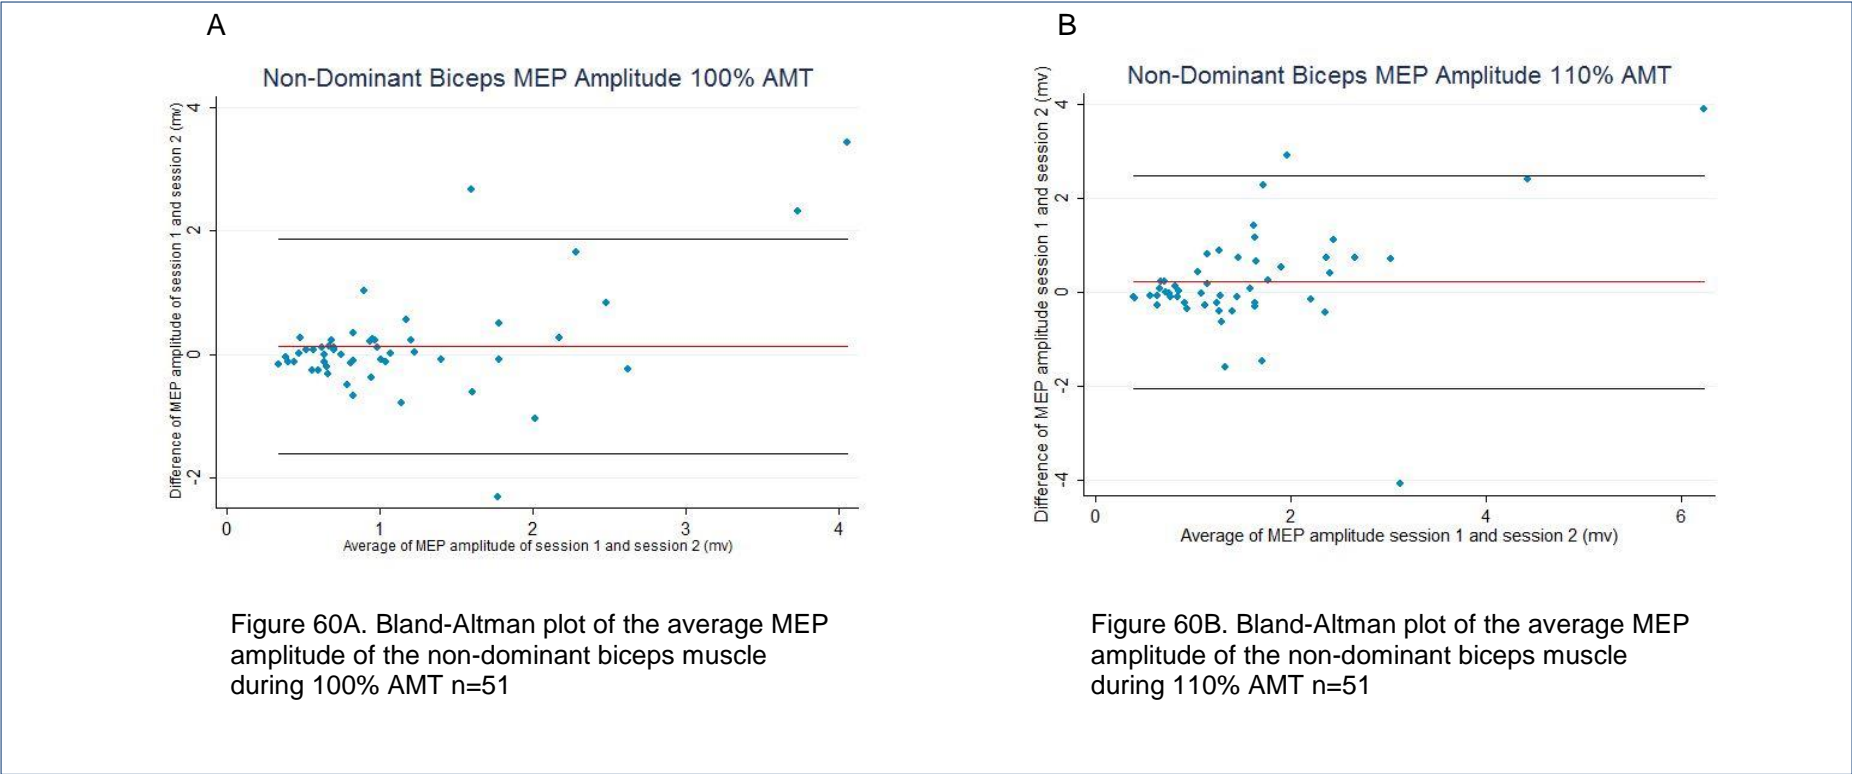 A
Non-Dominant Biceps MEP Amplitude 100% AMT
Difference of MEP amplitude of session 1 and session 2 (mv)
4
2
0
-2
0 1 2 3 4
Average of MEP amplitude of session 1 and session 2 (mv)
Figure 60A. Bland-Altman plot of the average MEP
amplitude of the non-dominant biceps muscle
during 100% AMT n=51
B
Non-Dominant Biceps MEP Amplitude 110% AMT
Difference of MEP amplitude session 1 and session 2 (mv)
4
2
0
-2
-4
0 2 4 6
Average of MEP amplitude session 1 and session 2 (mv)
Figure 60B. Bland-Altman plot of the average MEP
amplitude of the non-dominant biceps muscle
during 110% AMT n=51